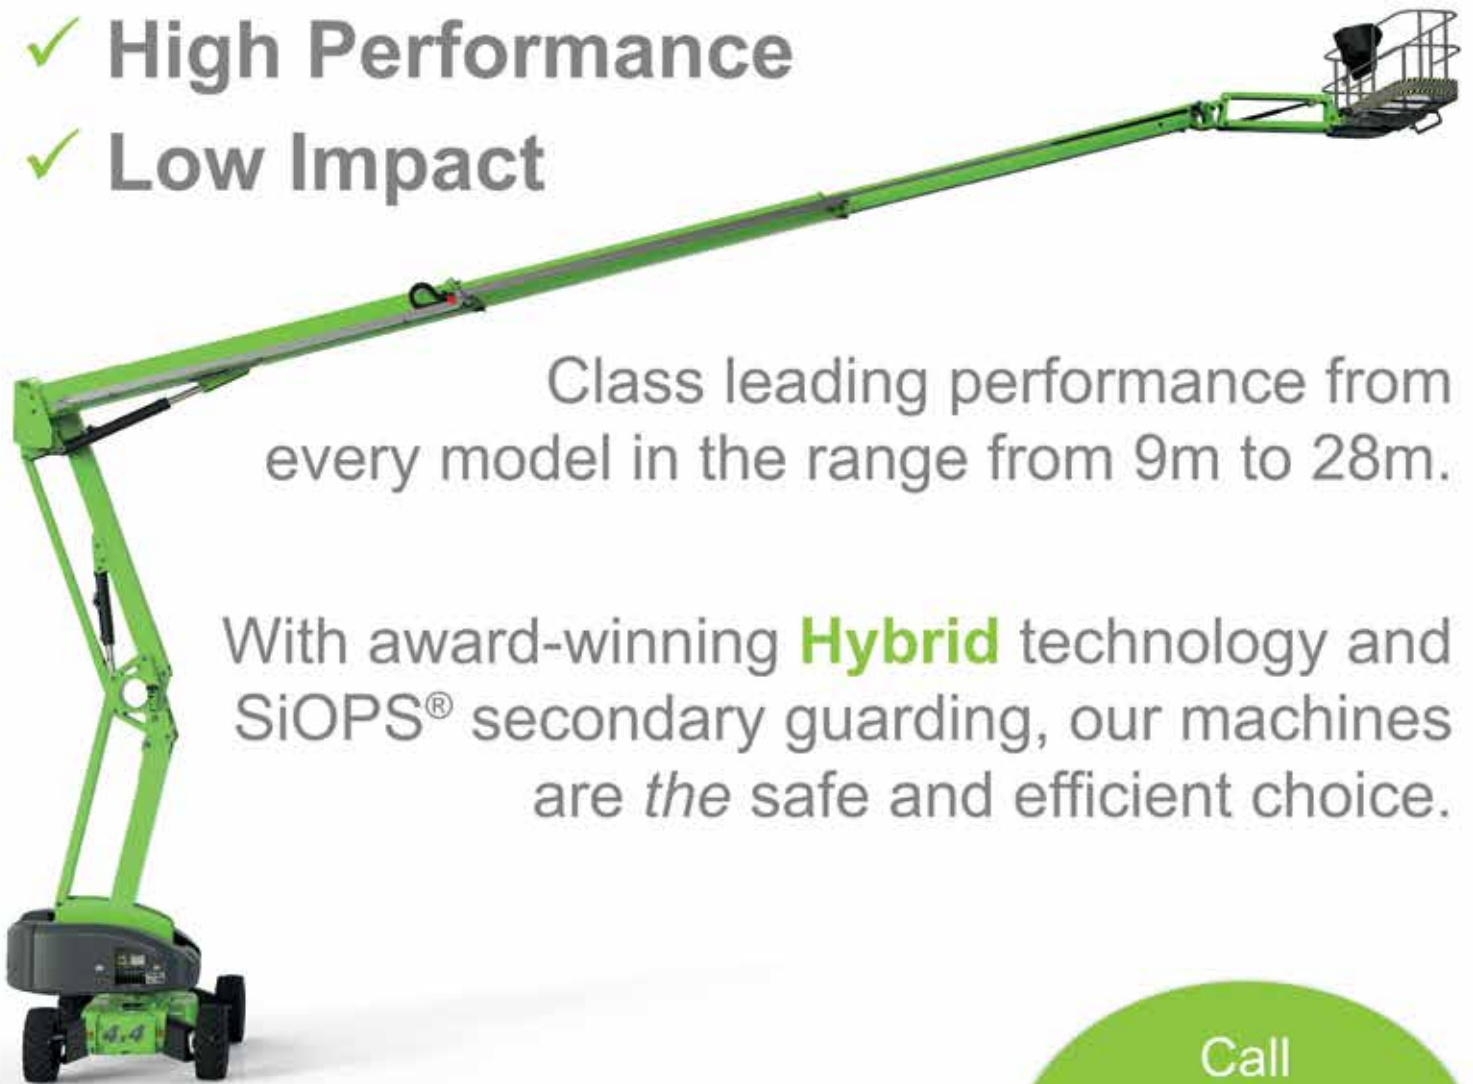 High Performance
Low Impact
Class leading performance from
every model in the range from 9m to 28m.
With award-winning Hybrid technology and
SiOPS® secondary guarding, our machines
are the safe and efficient choice.
4x4
Call